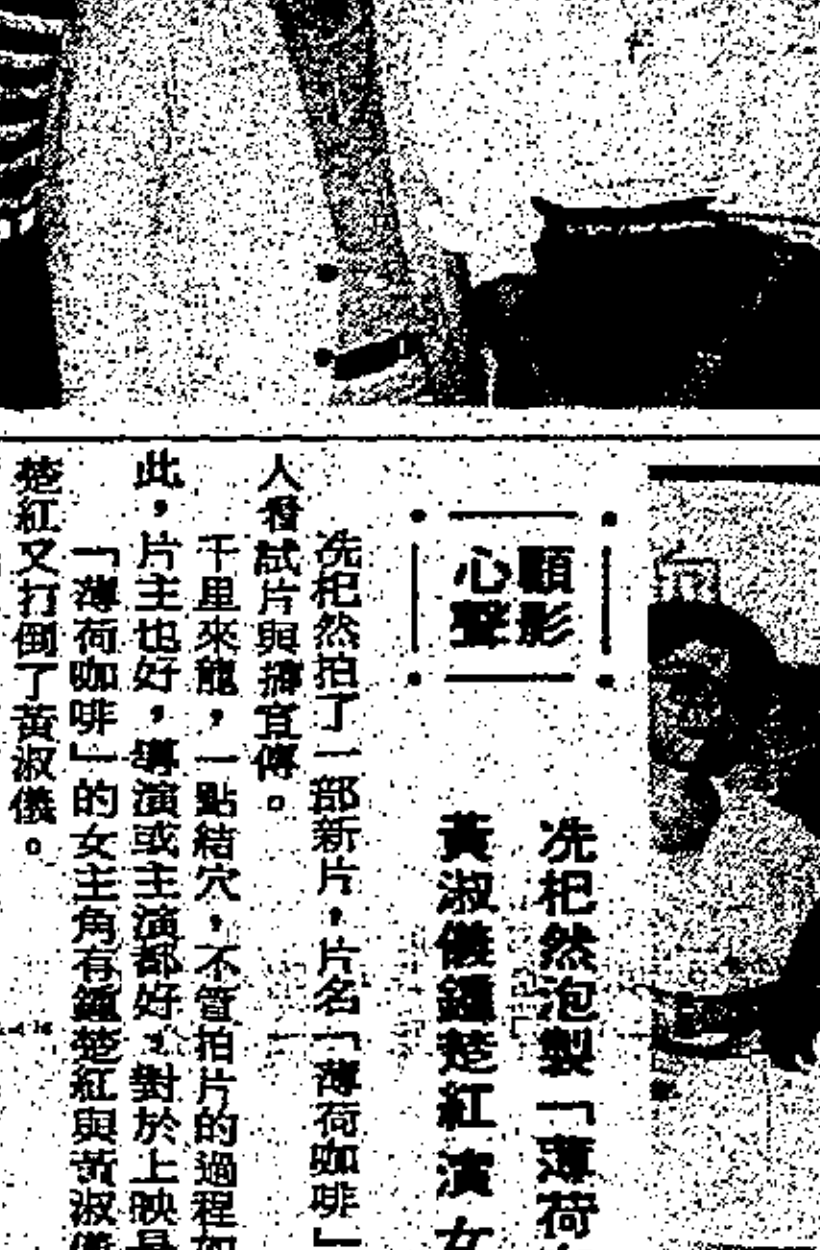 顧影
心聲
冼杞然泡製「薄荷
黃淑儀鍾楚紅演女
冼杞然拍了一部新片，片名「薄荷咖啡」
人看試片與搞宣傳。
千里來龍，一點結穴，不管拍片的過程如
此，片主也好，導演或主演都好，對於上映是
「薄荷咖啡」的女主角有鍾楚紅與黃淑儀
楚紅又打倒了黃淑儀。